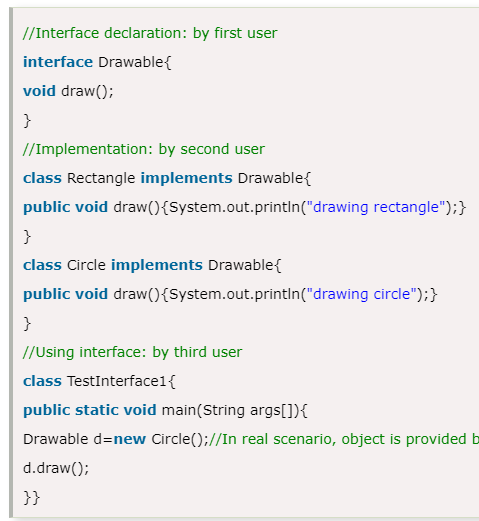 //Interface declaration: by first user
interface Drawable{
void draw();
}
//Implementation: by second user
class Rectangle implements Drawable{
public void draw(){System.out.println("drawing rectangle");}
}
class Circle implements Drawable{
public void draw(){System.out.println("drawing circle");}
}
//Using interface: by third user
class TestInterface1{
public static void main(String args[]){
Drawable d=new Circle();//In real scenario, object is provided b
d.draw();
}}